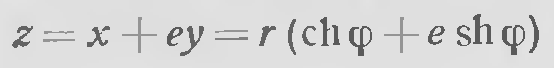 z = x + ey = r (ch φ + e sh φ)